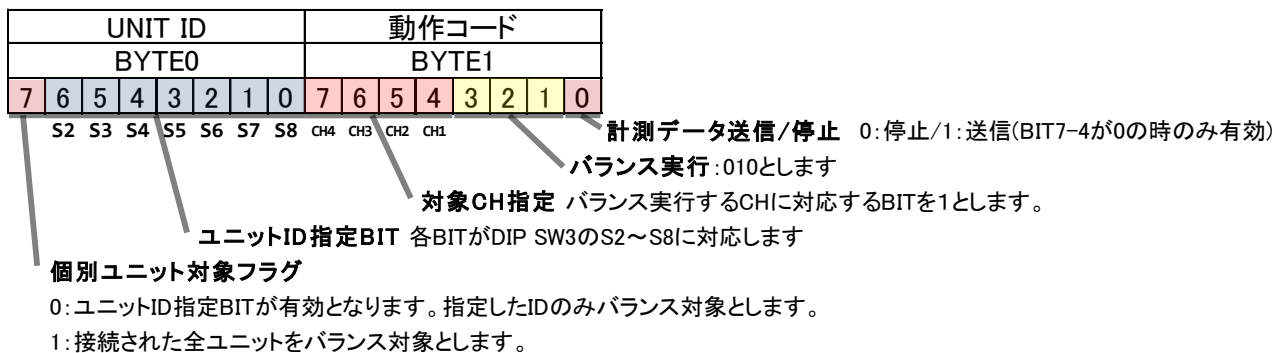 UNIT ID 動作コード
BYTE0 BYTE1
7 6 5 4 3 2 1 0 7 6 5 4 3 2 1 0
S2 S3 S4 S5 S6 S7 S8 CH4 CH3 CH2 CH1
計測データ送信/停止 0:停止/1:送信(BIT7-4が0の時のみ有効)
バランス実行:010とします
対象CH指定 バランス実行するCHに対応するBITを1とします。
ユニットID指定BIT 各BITがDIP SW3のS2~S8に対応します
個別ユニット対象フラグ
0:ユニットID指定BITが有効となります。指定したIDのみバランス対象とします。
1:接続された全ユニットをバランス対象とします。